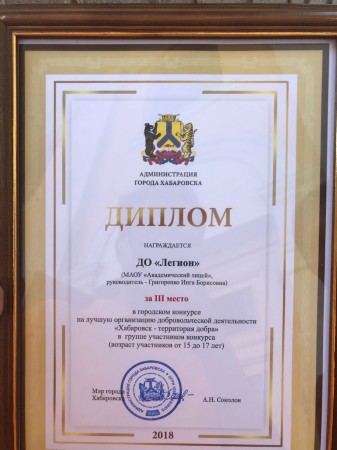 АДМИНИСТРАЦИЯ
ГОРОДА ХАБАРОВСКА
ДИПЛОМ
НАГРАЖДАЕТСЯ
ДО «Легион»
(МАОУ «Академический лицей»,
руководитель - Григоренко Инга Борисовна)
за III место
в городском конкурсе
на лучшую организацию добровольческой деятельности
«Хабаровск - территория добра»
в группе участников конкурса
(возраст участников от 15 до 17 лет)
Мэр города
Хабаровска
А.Н. Соколов
2018